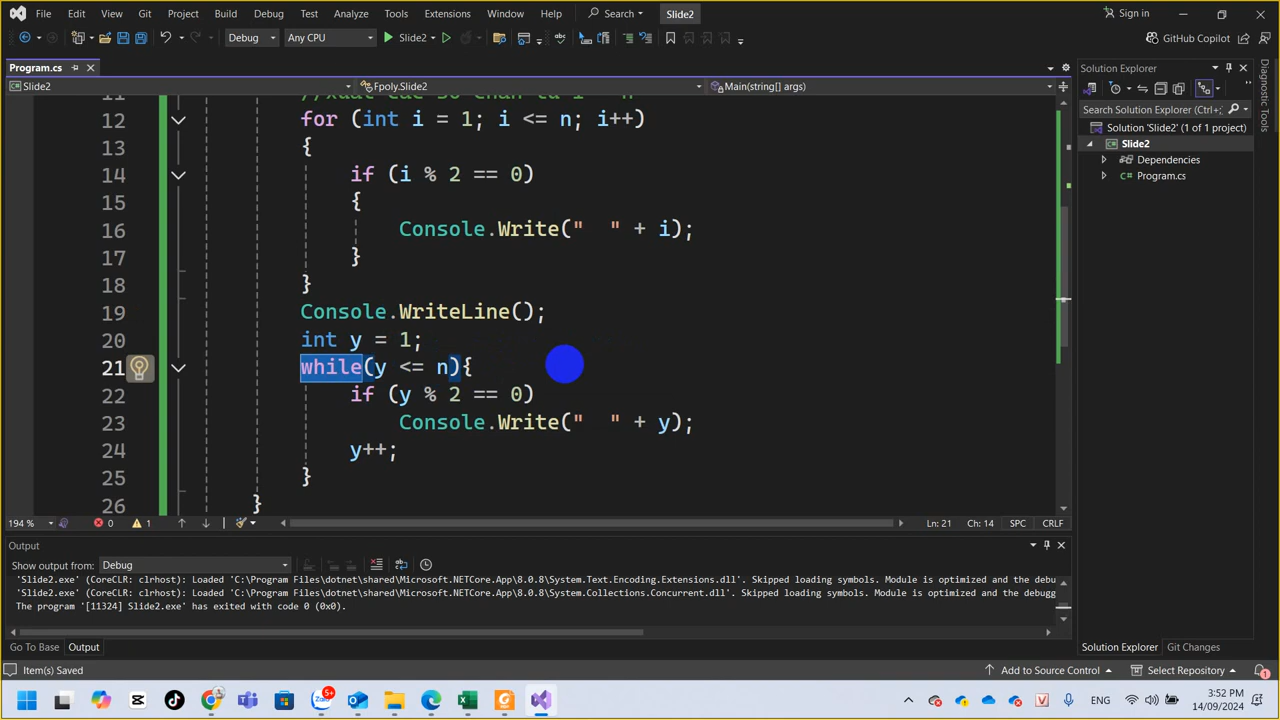 File Edit View Git Project Build Debug Test Analyze Tools Extensions Window Help Search Slide2 Sign in
Debug Any CPU Slide2 GitHub Copilot
Program.cs
Slide2 Fpoly.Slide2 Main(string[] args)
12 for (int i = 1; i <= n; i++)
13 {
14 if (i % 2 == 0)
15 {
16 Console.Write("  " + i);
17 }
18 }
19 Console.WriteLine();
20 int y = 1;
21 while(y <= n){
22 if (y % 2 == 0)
23 Console.Write("  " + y);
24 y++;
25 }
26 }
194 % 0 1 Ln: 21 Ch: 14 SPC CRLF
Output
Show output from: Debug
'Slide2.exe' (CoreCLR: clrhost): Loaded 'C:\Program Files\dotnet\shared\Microsoft.NETCore.App\8.0.8\System.Text.Encoding.Extensions.dll'. Skipped loading symbols. Module is optimized and the debu
'Slide2.exe' (CoreCLR: clrhost): Loaded 'C:\Program Files\dotnet\shared\Microsoft.NETCore.App\8.0.8\System.Collections.Concurrent.dll'. Skipped loading symbols. Module is optimized and the debugg
The program '[11324] Slide2.exe' has exited with code 0 (0x0).
Go To Base Output
Solution Explorer
Search Solution Explorer (Ctrl+;
Solution 'Slide2' (1 of 1 project)
Slide2
Dependencies
Program.cs
Solution Explorer Git Changes
Diagnostic Tools
Item(s) Saved Add to Source Control Select Repository 1
5+ ENG 3:52 PM
14/09/2024